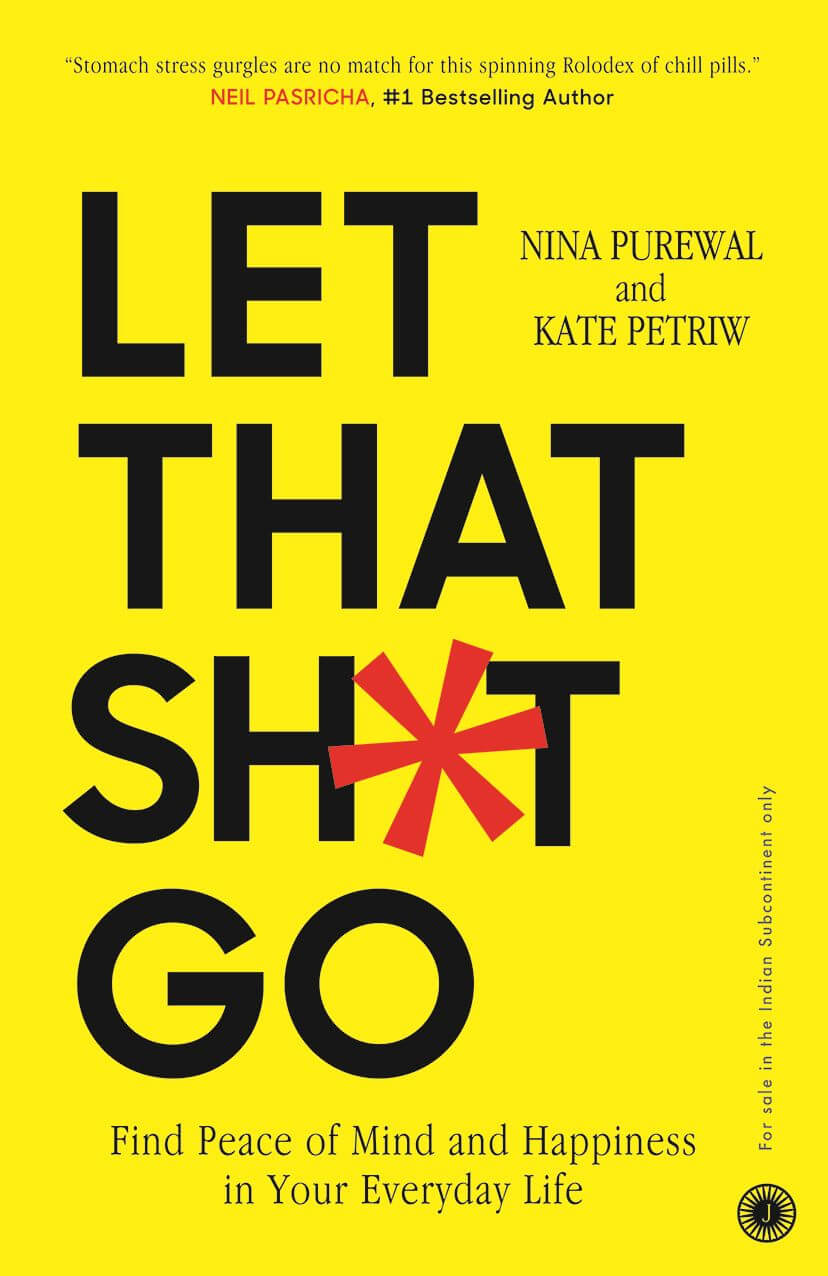 “Stomach stress gurgles are no match for this spinning Rolodex of chill pills.”
NEIL PASRICHA, #1 Bestselling Author
LET
NINA PUREWAL
and
KATE PETRIW
THAT
SH*T
GO
For sale in the Indian Subcontinent only
Find Peace of Mind and Happiness
in Your Everyday Life
J